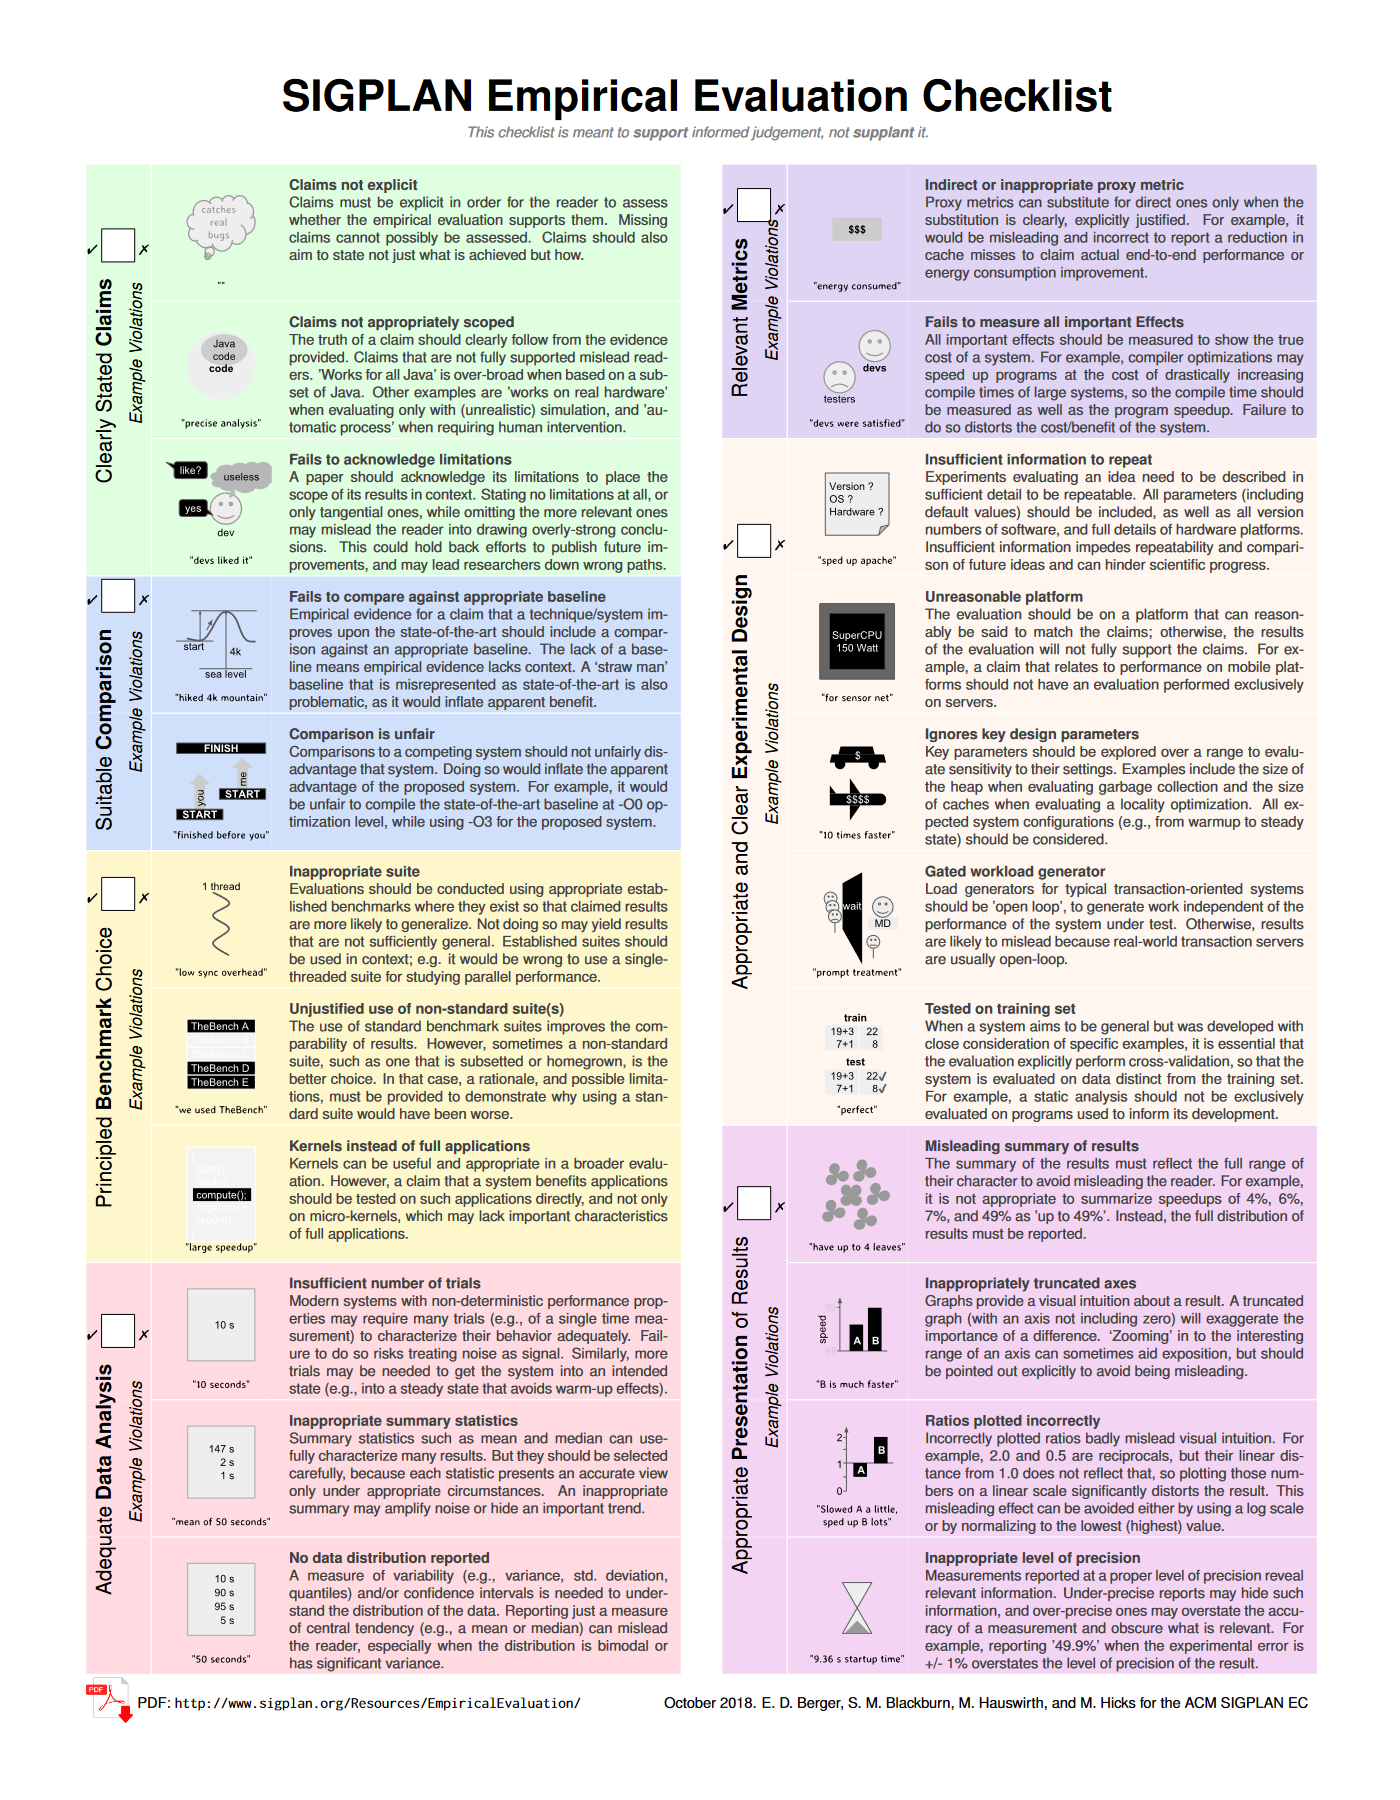 SIGPLAN Empirical Evaluation Checklist
This checklist is meant to support informed judgement, not supplant it.
Clearly Stated Claims
Example Violations
✓
✗
catches
real
bugs
""
Claims not explicit
Claims must be explicit in order for the reader to assess
whether the empirical evaluation supports them. Missing
claims cannot possibly be assessed. Claims should also
aim to state not just what is achieved but how.
Java
code
code
"precise analysis"
Claims not appropriately scoped
The truth of a claim should clearly follow from the evidence
provided. Claims that are not fully supported mislead read-
ers. 'Works for all Java' is over-broad when based on a sub-
set of Java. Other examples are 'works on real hardware'
when evaluating only with (unrealistic) simulation, and 'au-
tomatic process' when requiring human intervention.
like?
useless
yes
dev
"devs liked it"
Fails to acknowledge limitations
A paper should acknowledge its limitations to place the
scope of its results in context. Stating no limitations at all, or
only tangential ones, while omitting the more relevant ones
may mislead the reader into drawing overly-strong conclu-
sions. This could hold back efforts to publish future im-
provements, and may lead researchers down wrong paths.
Suitable Comparison
Example Violations
✓
✗
start
4k
sea level
"hiked 4k mountain"
Fails to compare against appropriate baseline
Empirical evidence for a claim that a technique/system im-
proves upon the state-of-the-art should include a compar-
ison against an appropriate baseline. The lack of a base-
line means empirical evidence lacks context. A 'straw man'
baseline that is misrepresented as state-of-the-art is also
problematic, as it would inflate apparent benefit.
FINISH
you
me
START
START
"finished before you"
Comparison is unfair
Comparisons to a competing system should not unfairly dis-
advantage that system. Doing so would inflate the apparent
advantage of the proposed system. For example, it would
be unfair to compile the state-of-the-art baseline at -O0 op-
timization level, while using -O3 for the proposed system.
Principled Benchmark Choice
Example Violations
✓
✗
1 thread
"low sync overhead"
Inappropriate suite
Evaluations should be conducted using appropriate estab-
lished benchmarks where they exist so that claimed results
are more likely to generalize. Not doing so may yield results
that are not sufficiently general. Established suites should
be used in context; e.g. it would be wrong to use a single-
threaded suite for studying parallel performance.
TheBench A
TheBench B
TheBench C
TheBench D
TheBench E
"we used TheBench"
Unjustified use of non-standard suite(s)
The use of standard benchmark suites improves the com-
parability of results. However, sometimes a non-standard
suite, such as one that is subsetted or homegrown, is the
better choice. In that case, a rationale, and possible limita-
tions, must be provided to demonstrate why using a stan-
dard suite would have been worse.
start();
compute();
report();
"large speedup"
Kernels instead of full applications
Kernels can be useful and appropriate in a broader evalu-
ation. However, a claim that a system benefits applications
should be tested on such applications directly, and not only
on micro-kernels, which may lack important characteristics
of full applications.
Adequate Data Analysis
Example Violations
✓
✗
10 s
"10 seconds"
Insufficient number of trials
Modern systems with non-deterministic performance prop-
erties may require many trials (e.g., of a single time mea-
surement) to characterize their behavior adequately. Fail-
ure to do so risks treating noise as signal. Similarly, more
trials may be needed to get the system into an intended
state (e.g., into a steady state that avoids warm-up effects).
147 s
2 s
1 s
"mean of 50 seconds"
Inappropriate summary statistics
Summary statistics such as mean and median can use-
fully characterize many results. But they should be selected
carefully, because each statistic presents an accurate view
only under appropriate circumstances. An inappropriate
summary may amplify noise or hide an important trend.
10 s
90 s
95 s
5 s
"50 seconds"
No data distribution reported
A measure of variability (e.g., variance, std. deviation,
quantiles) and/or confidence intervals is needed to under-
stand the distribution of the data. Reporting just a measure
of central tendency (e.g., a mean or median) can mislead
the reader, especially when the distribution is bimodal or
has significant variance.
Relevant Metrics
Example Violations
✓
✗
$$$
"energy consumed"
Indirect or inappropriate proxy metric
Proxy metrics can substitute for direct ones only when the
substitution is clearly, explicitly justified. For example, it
would be misleading and incorrect to report a reduction in
cache misses to claim actual end-to-end performance or
energy consumption improvement.
devs
testers
"devs were satisfied"
Fails to measure all important Effects
All important effects should be measured to show the true
cost of a system. For example, compiler optimizations may
speed up programs at the cost of drastically increasing
compile times of large systems, so the compile time should
be measured as well as the program speedup. Failure to
do so distorts the cost/benefit of the system.
Appropriate and Clear Experimental Design
Example Violations
✓
✗
Version ?
OS ?
Hardware ?
"sped up apache"
Insufficient information to repeat
Experiments evaluating an idea need to be described in
sufficient detail to be repeatable. All parameters (including
default values) should be included, as well as all version
numbers of software, and full details of hardware platforms.
Insufficient information impedes repeatability and compari-
son of future ideas and can hinder scientific progress.
SuperCPU
150 Watt
"for sensor net"
Unreasonable platform
The evaluation should be on a platform that can reason-
ably be said to match the claims; otherwise, the results
of the evaluation will not fully support the claims. For ex-
ample, a claim that relates to performance on mobile plat-
forms should not have an evaluation performed exclusively
on servers.
$
$$$$
"10 times faster"
Ignores key design parameters
Key parameters should be explored over a range to evalu-
ate sensitivity to their settings. Examples include the size of
the heap when evaluating garbage collection and the size
of caches when evaluating a locality optimization. All ex-
pected system configurations (e.g., from warmup to steady
state) should be considered.
wait
MD
"prompt treatment"
Gated workload generator
Load generators for typical transaction-oriented systems
should be 'open loop', to generate work independent of the
performance of the system under test. Otherwise, results
are likely to mislead because real-world transaction servers
are usually open-loop.
train
19+3 22
7+1 8
test
19+3 22✓
7+1 8✓
"perfect"
Tested on training set
When a system aims to be general but was developed with
close consideration of specific examples, it is essential that
the evaluation explicitly perform cross-validation, so that the
system is evaluated on data distinct from the training set.
For example, a static analysis should not be exclusively
evaluated on programs used to inform its development.
Appropriate Presentation of Results
Example Violations
✓
✗
"have up to 4 leaves"
Misleading summary of results
The summary of the results must reflect the full range of
their character to avoid misleading the reader. For example,
it is not appropriate to summarize speedups of 4%, 6%,
7%, and 49% as 'up to 49%'. Instead, the full distribution of
results must be reported.
speed
99
98
A
B
"B is much faster"
Inappropriately truncated axes
Graphs provide a visual intuition about a result. A truncated
graph (with an axis not including zero) will exaggerate the
importance of a difference. 'Zooming' in to the interesting
range of an axis can sometimes aid exposition, but should
be pointed out explicitly to avoid being misleading.
2
1
0
A
B
"Slowed A a little,
sped up B lots"
Ratios plotted incorrectly
Incorrectly plotted ratios badly mislead visual intuition. For
example, 2.0 and 0.5 are reciprocals, but their linear dis-
tance from 1.0 does not reflect that, so plotting those num-
bers on a linear scale significantly distorts the result. This
misleading effect can be avoided either by using a log scale
or by normalizing to the lowest (highest) value.
"9.36 s startup time"
Inappropriate level of precision
Measurements reported at a proper level of precision reveal
relevant information. Under-precise reports may hide such
information, and over-precise ones may overstate the accu-
racy of a measurement and obscure what is relevant. For
example, reporting '49.9%' when the experimental error is
+/- 1% overstates the level of precision of the result.
PDF
PDF: http://www.sigplan.org/Resources/EmpiricalEvaluation/
October 2018. E. D. Berger, S. M. Blackburn, M. Hauswirth, and M. Hicks for the ACM SIGPLAN EC